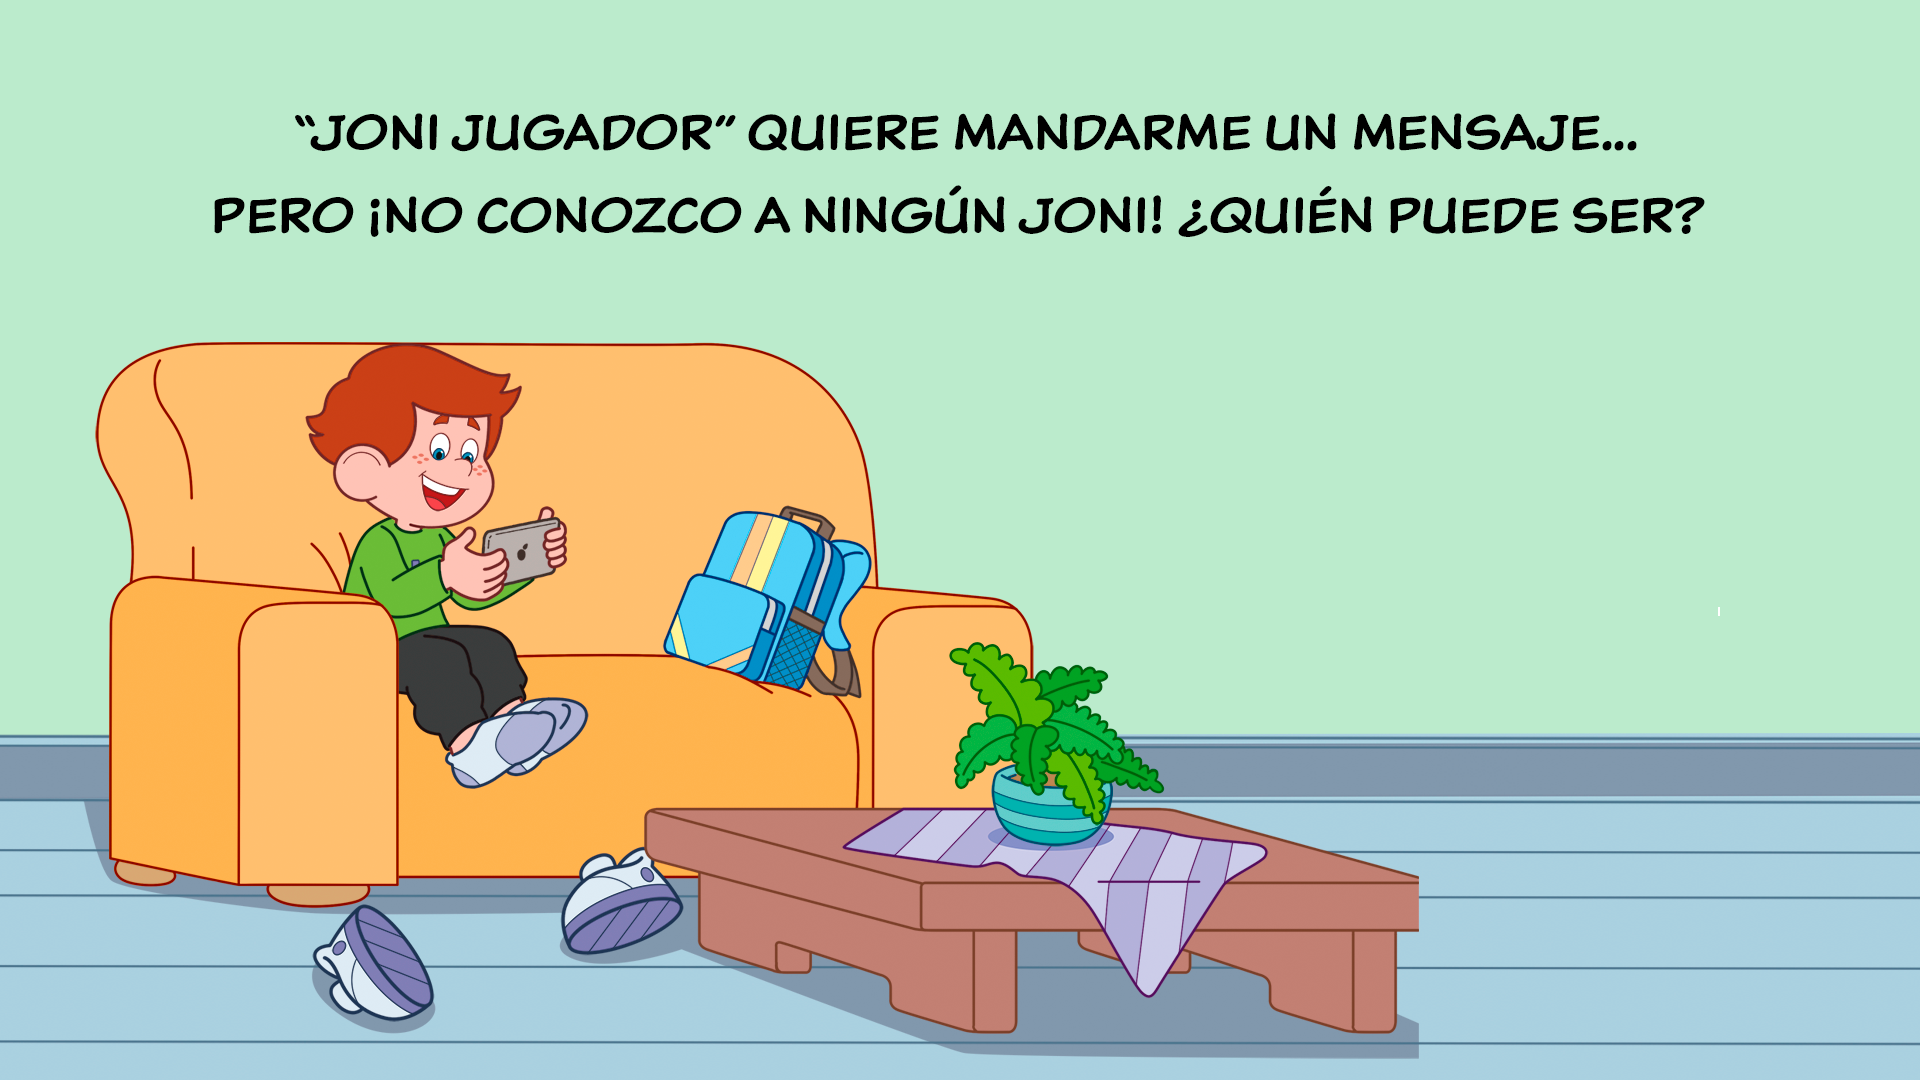 “JONI JUGADOR” QUIERE MANDARME UN MENSAJE...
PERO ¡NO CONOZCO A NINGÚN JONI! ¿QUIÉN PUEDE SER?